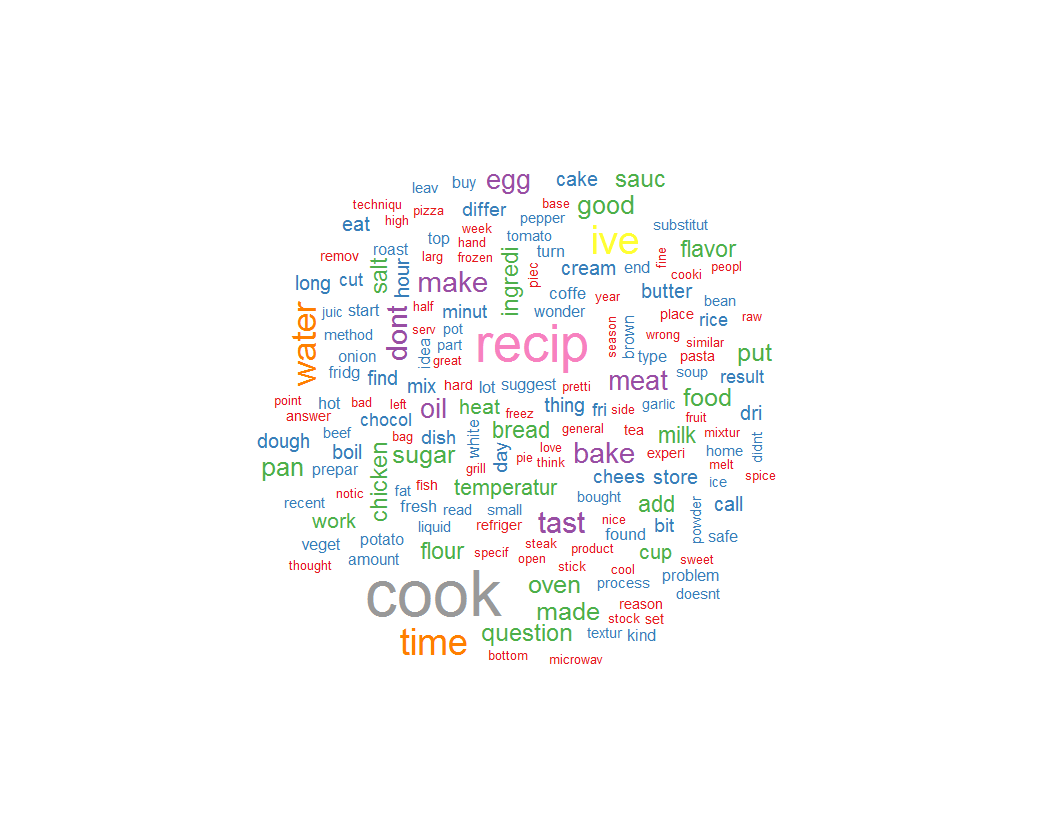 leav buy egg cake sauc
techniqu pizza differ base good
eat high week pepper substitut
top hand tomato ive
remov roast larg frozen turn fine flavor
long cut salt hour make ingredi piec cream end cooki peopl
coffe year butter bean
juic start half minut wonder place rice raw
water method dont serv pot season brown wrong
idea part recip similar
onion great type pasta put
fridg find mix hard lot suggest pretti meat soup result
point hot bad left oil heat freez thing fri side garlic food
answer chocol fruit dri
beef bag dish white bread general tea milk mixtur
dough boil day pie love bake experi home didnt
pan prepar chicken sugar grill think melt
chees store ice spice
recent notic fat fish temperatur bought add powder call
fresh read small
work liquid refriger tast nice found bit safe
veget potato steak product
thought amount flour specif open stick cool cup sweet
process problem
cook oven doesnt
made reason
stock set
time question textur kind
bottom microwav